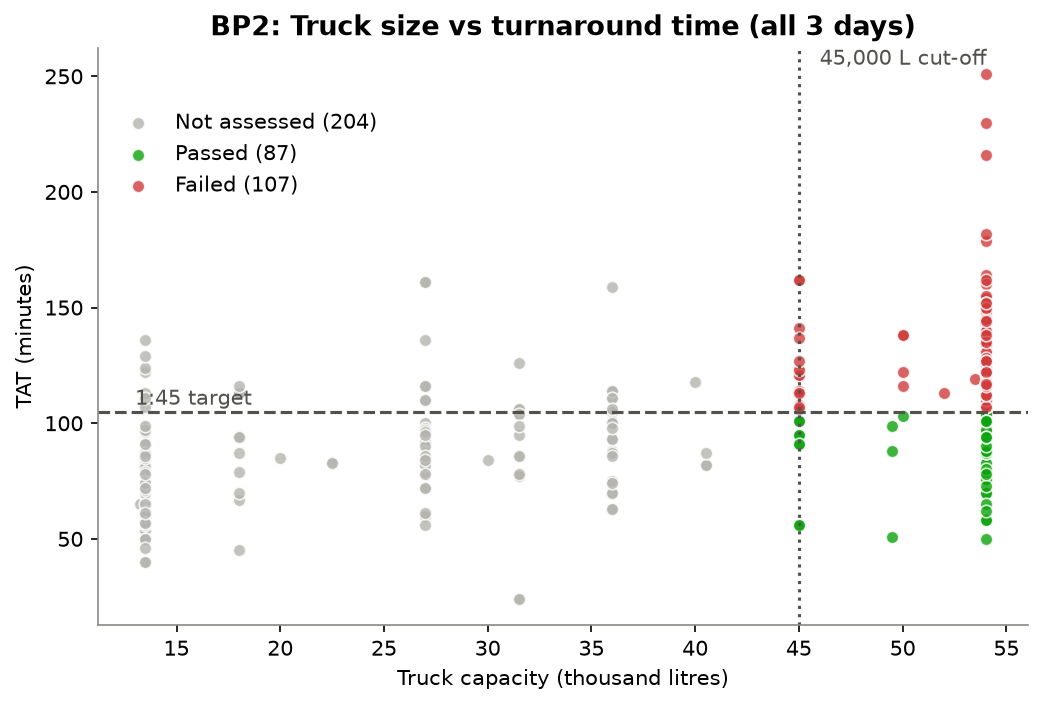 BP2: Truck size vs turnaround time (all 3 days)
45,000 L cut-off
Not assessed (204)
Passed (87)
Failed (107)
1:45 target
TAT (minutes)
250
200
150
100
50
15 20 25 30 35 40 45 50 55
Truck capacity (thousand litres)